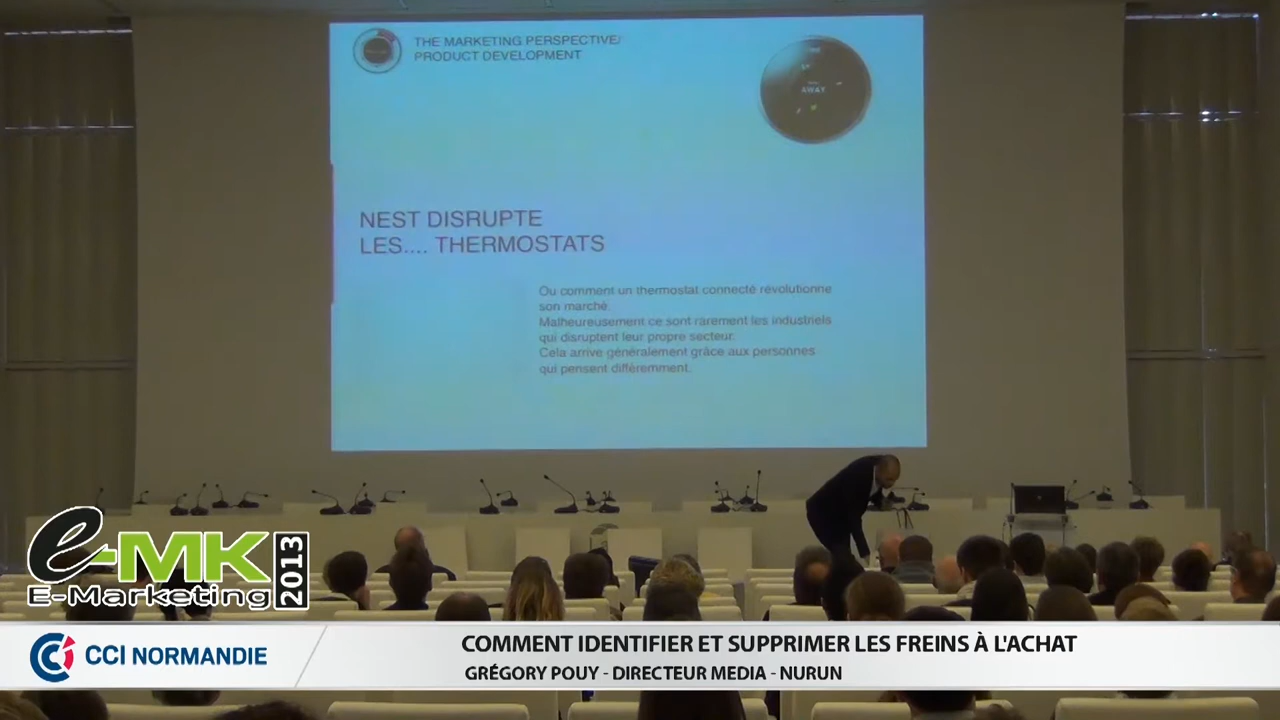 THE MARKETING PERSPECTIVE/
PRODUCT DEVELOPMENT
AWAY
NEST DISRUPTE
LES.... THERMOSTATS
Ou comment un thermostat connecté révolutionne
son marché.
Malheureusement ce sont rarement les industriels
qui disruptent leur propre secteur.
Cela arrive généralement grâce aux personnes
qui pensent différemment.
e-MK
E-Marketing
2013
CCI NORMANDIE
COMMENT IDENTIFIER ET SUPPRIMER LES FREINS À L'ACHAT
GRÉGORY POUY - DIRECTEUR MEDIA - NURUN